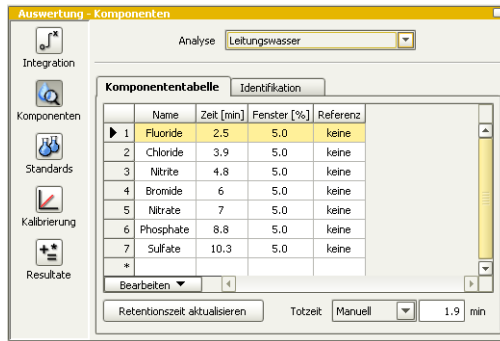 Auswertung - Komponenten
Analyse Leitungswasser
Integration
Komponenten
Standards
Kalibrierung
Resultate
Komponententabelle Identifikation
Name Zeit [min] Fenster [%] Referenz
1 Fluoride 2.5 5.0 keine
2 Chloride 3.9 5.0 keine
3 Nitrite 4.8 5.0 keine
4 Bromide 6 5.0 keine
5 Nitrate 7 5.0 keine
6 Phosphate 8.8 5.0 keine
7 Sulfate 10.3 5.0 keine
*
Bearbeiten
Retentionszeit aktualisieren Totzeit Manuell 1.9 min